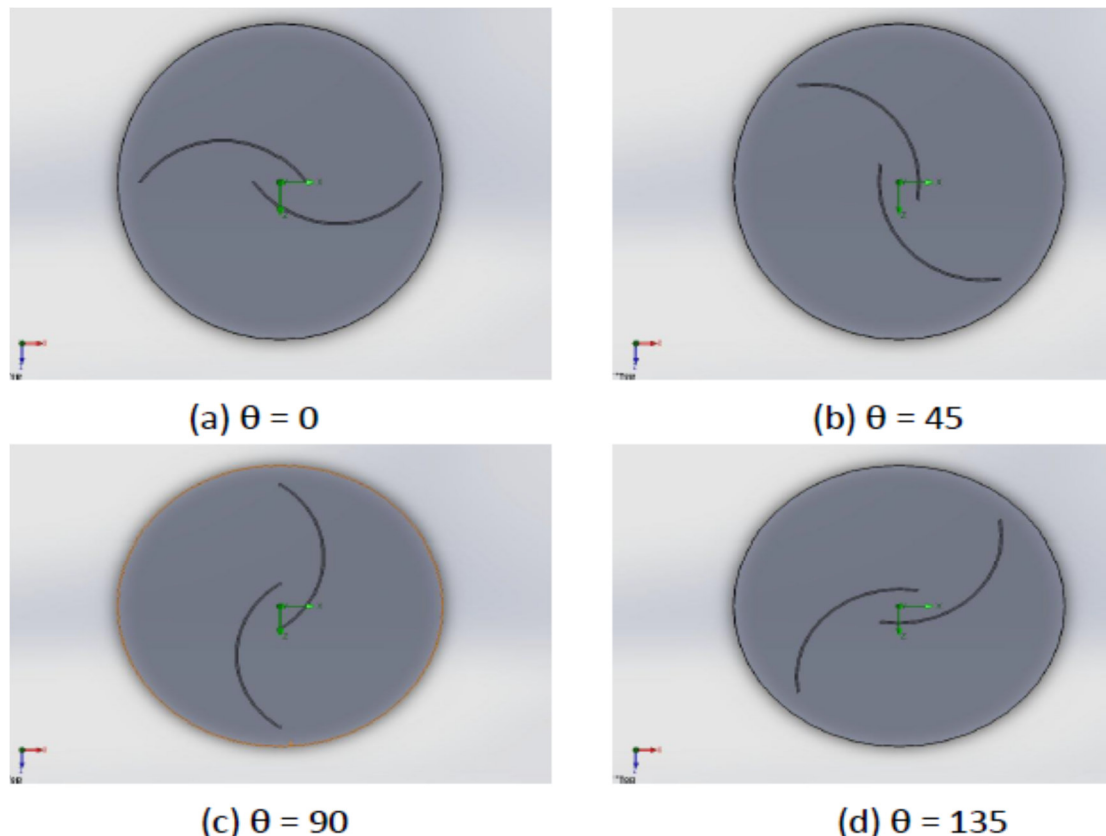 (a) θ = 0
(b) θ = 45
(c) θ = 90
(d) θ = 135